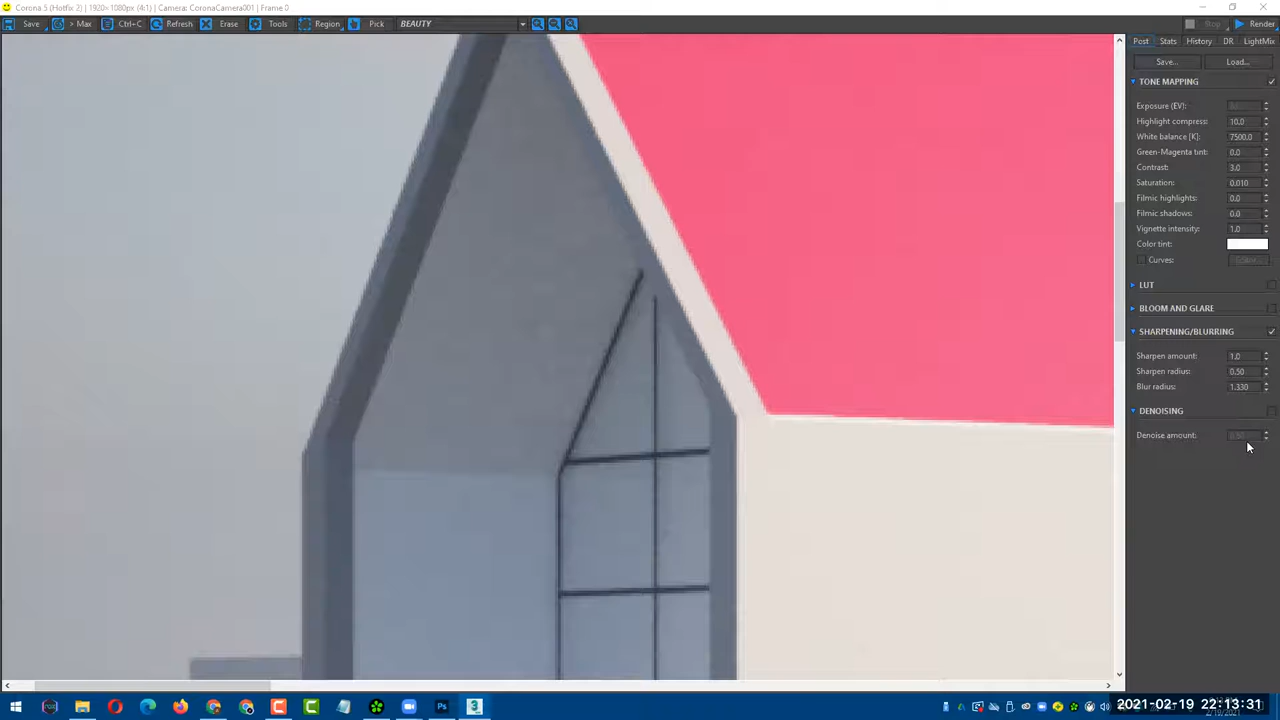 Corona 5 (Hotfix 2) | 1920×1080px (4:1) | Camera: CoronaCamera001 | Frame 0
Save > Max Ctrl+C Refresh Erase Tools Region Pick BEAUTY Stop Render
Post Stats History DR LightMix
Save... Load...
TONE MAPPING
Exposure (EV):
Highlight compress: 10.0
White balance [K]: 7500.0
Green-Magenta tint: 0.0
Contrast: 3.0
Saturation: 0.010
Filmic highlights: 0.0
Filmic shadows: 0.0
Vignette intensity: 1.0
Color tint:
Curves:
LUT
BLOOM AND GLARE
SHARPENING/BLURRING
Sharpen amount: 1.0
Sharpen radius: 0.50
Blur radius: 1.330
DENOISING
Denoise amount:
2021-02-19 21:13:31